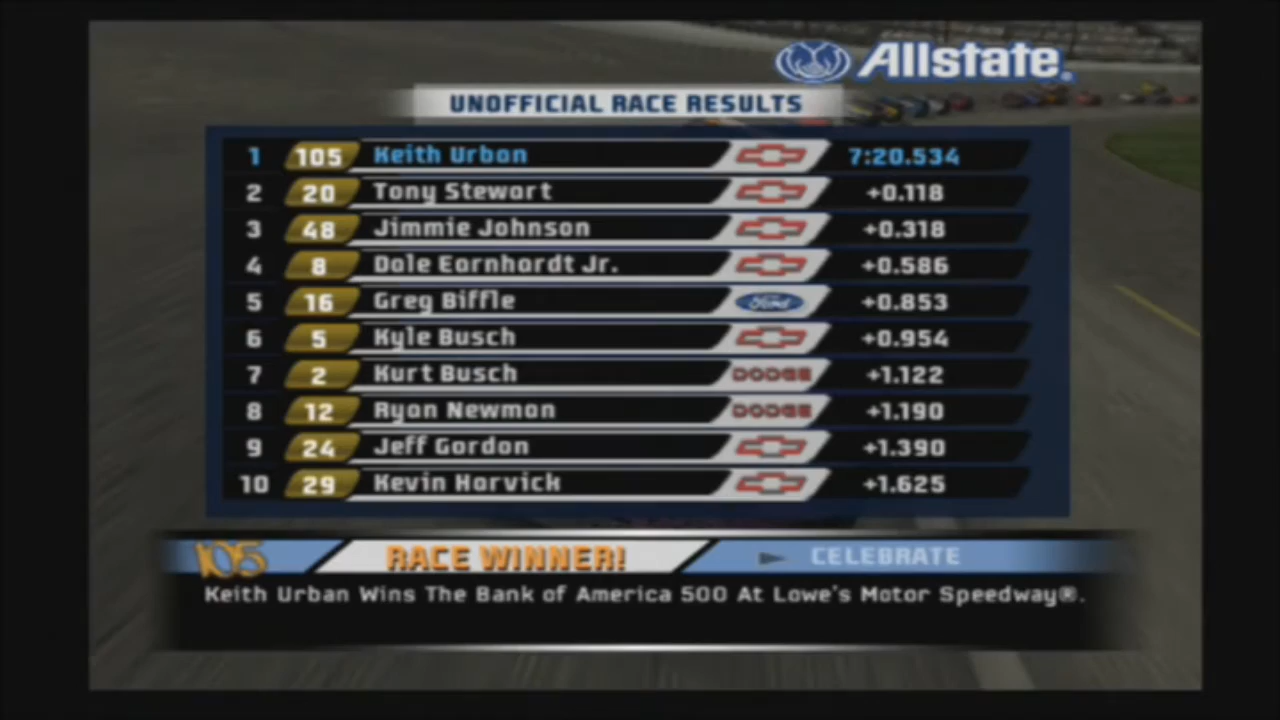 Allstate®
UNOFFICIAL RACE RESULTS
1 105 Keith Urban 7:20.534
2 20 Tony Stewart +0.118
3 48 Jimmie Johnson +0.318
4 8 Dale Earnhardt Jr. +0.586
5 16 Greg Biffle Ford +0.853
6 5 Kyle Busch +0.954
7 2 Kurt Busch DODGE +1.122
8 12 Ryan Newman DODGE +1.190
9 24 Jeff Gordon +1.390
10 29 Kevin Harvick +1.625
105 RACE WINNER! CELEBRATE
Keith Urban Wins The Bank of America 500 At Lowe's Motor Speedway®.